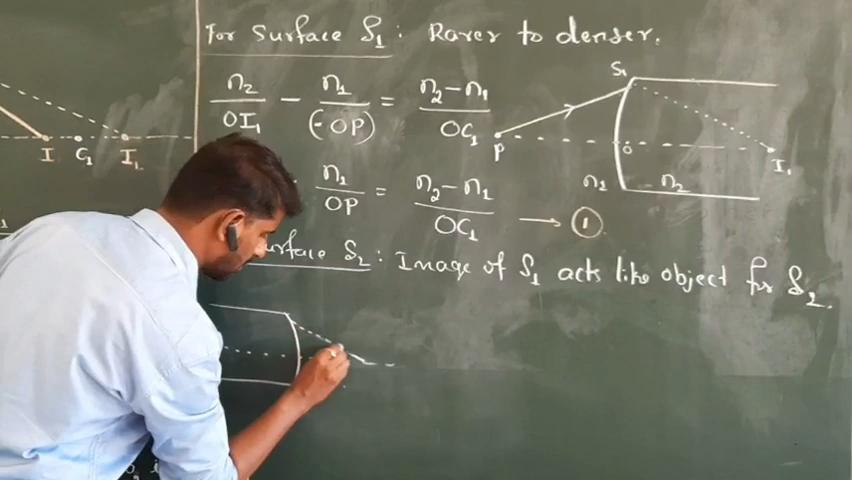 For Surface S₁ : Rarer to denser.
n₂/OI₁ − n₁/(−OP) = n₂−n₁/OC₁
n₁/OP = n₂−n₁/OC₁ → ①
S₁
P
O
I₁
n₁
n₂
I
C₁
I₁
urface S₂ : Image of S₁ acts like object for S₂.